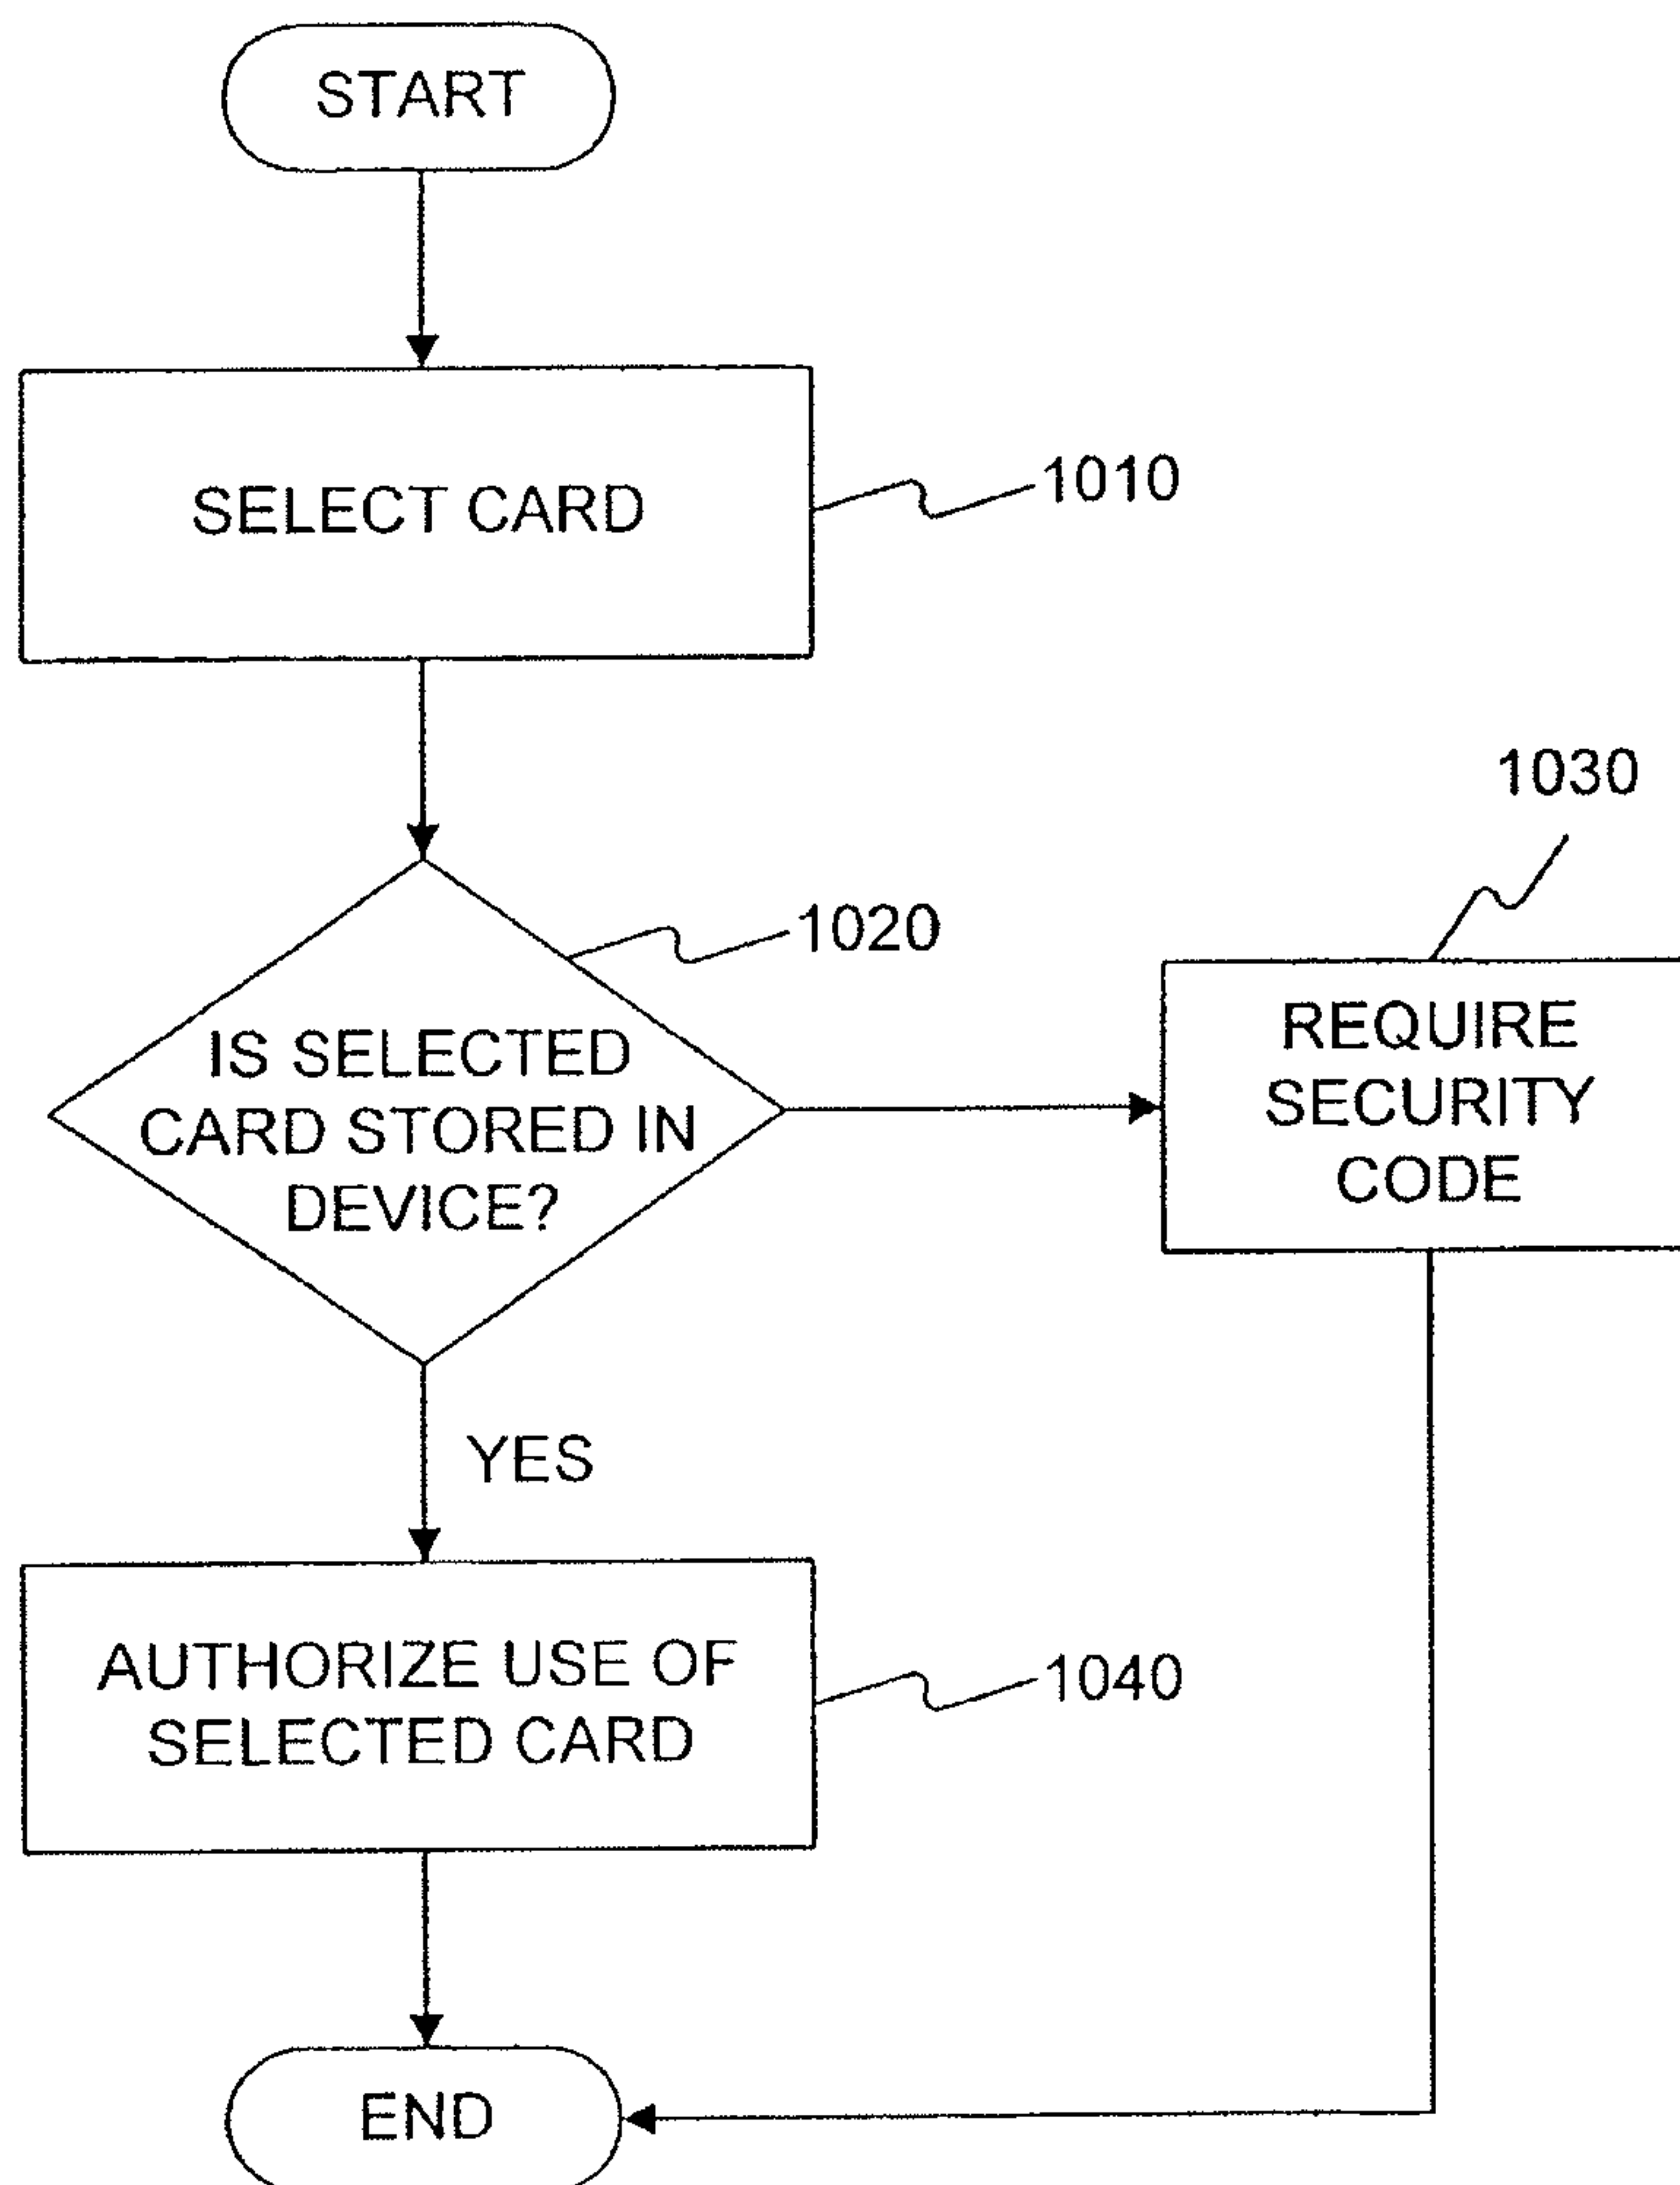 START
SELECT CARD
1010
1030
1020
IS SELECTED
CARD STORED IN
DEVICE?
REQUIRE
SECURITY
CODE
YES
AUTHORIZE USE OF
SELECTED CARD
1040
END